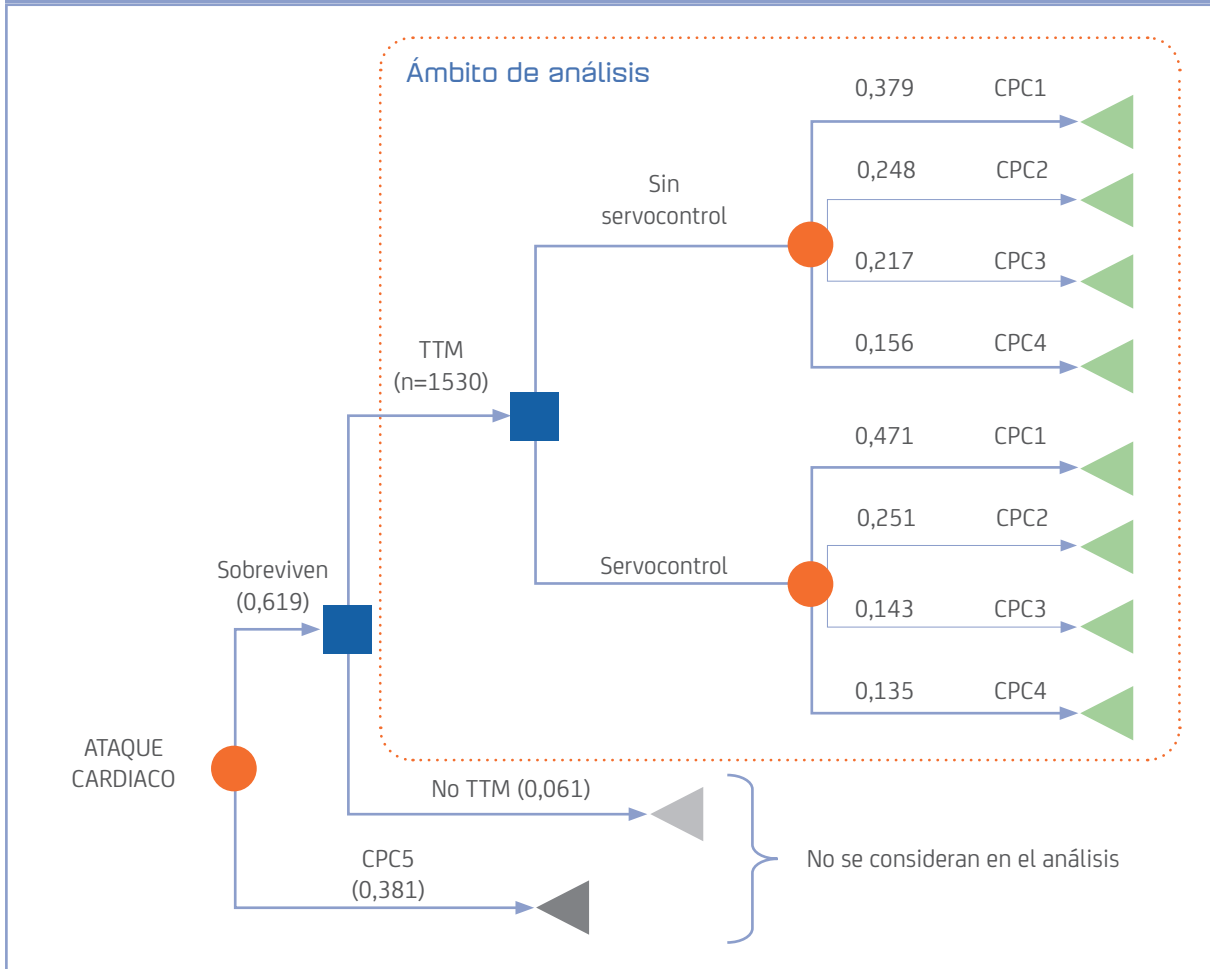 Ámbito de análisis
0,379 CPC1
0,248 CPC2
Sin
servocontrol
0,217 CPC3
0,156 CPC4
TTM
(n=1530)
0,471 CPC1
0,251 CPC2
Servocontrol
0,143 CPC3
0,135 CPC4
Sobreviven
(0,619)
ATAQUE
CARDIACO
No TTM (0,061)
CPC5
(0,381)
No se consideran en el análisis